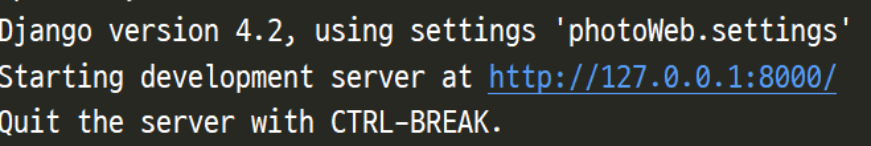 Django version 4.2, using settings 'photoWeb.settings'
Starting development server at http://127.0.0.1:8000/
Quit the server with CTRL-BREAK.